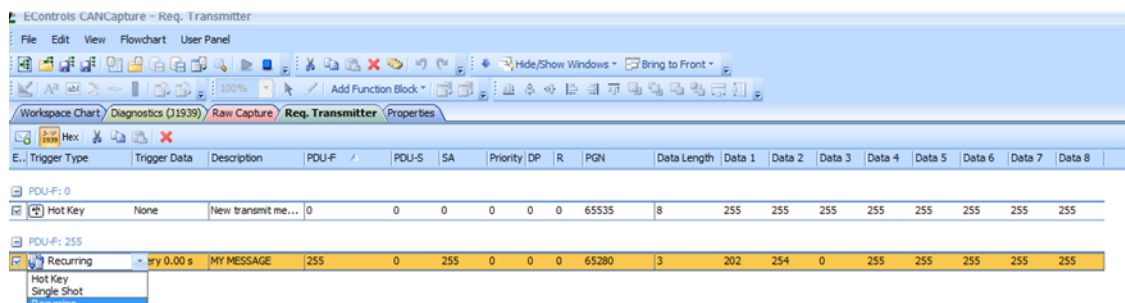 EControls CANCapture - Req. Transmitter
File Edit View Flowchart User Panel
Hide/Show Windows Bring to Front
100% Add Function Block
Workspace Chart Diagnostics (J1939) Raw Capture Req. Transmitter Properties
Hex
E.. Trigger Type Trigger Data Description PDU-F PDU-S SA Priority DP R PGN Data Length Data 1 Data 2 Data 3 Data 4 Data 5 Data 6 Data 7 Data 8
PDU-F: 0
Hot Key None New transmit me... 0 0 0 0 0 0 65535 8 255 255 255 255 255 255 255 255
PDU-F: 255
Recurring ery 0.00 s MY MESSAGE 255 0 255 0 0 0 65280 3 202 254 0 255 255 255 255 255
Hot Key
Single Shot
Recurring